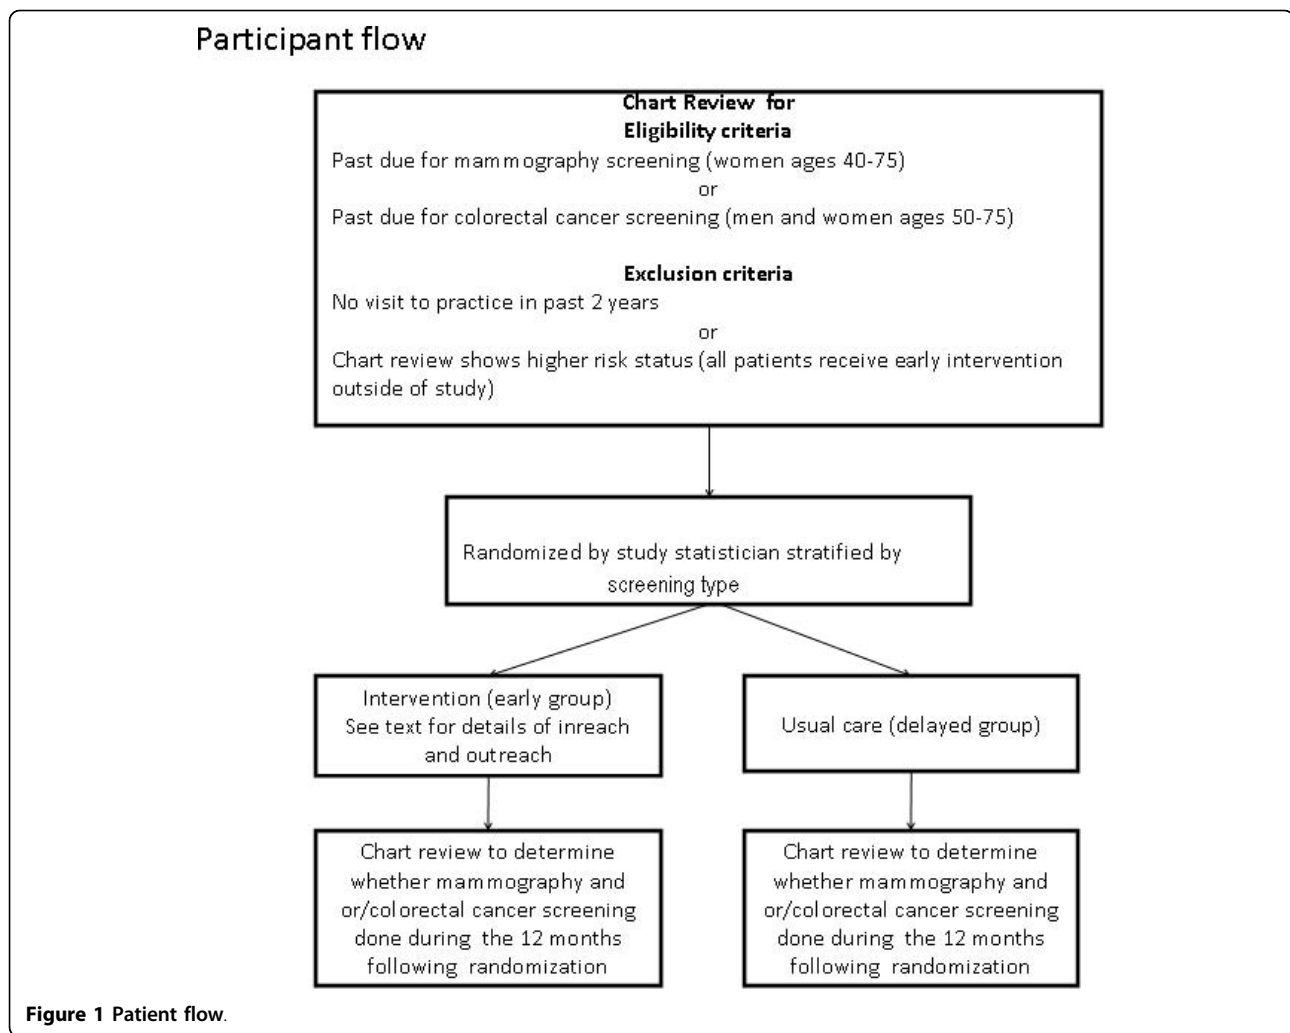 Participant flow
Chart Review for
Eligibility criteria
Past due for mammography screening (women ages 40-75)
or
Past due for colorectal cancer screening (men and women ages 50-75)
Exclusion criteria
No visit to practice in past 2 years
or
Chart review shows higher risk status (all patients receive early intervention
outside of study)
Randomized by study statistician stratified by
screening type
Intervention (early group)
See text for details of inreach
and outreach
Usual care (delayed group)
Chart review to determine
whether mammography and
or/colorectal cancer screening
done during the 12 months
following randomization
Chart review to determine
whether mammography and
or/colorectal cancer screening
done during the 12 months
following randomization
Figure 1 Patient flow.